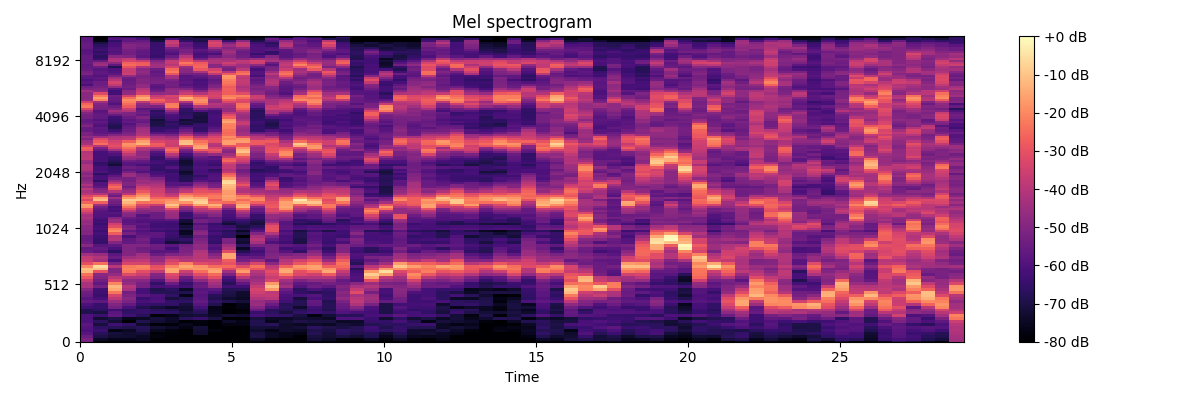 Mel spectrogram
+0 dB
8192
-10 dB
4096
-20 dB
-30 dB
Hz
2048
-40 dB
1024
-50 dB
-60 dB
512
-70 dB
0
-80 dB
0 5 10 15 20 25
Time